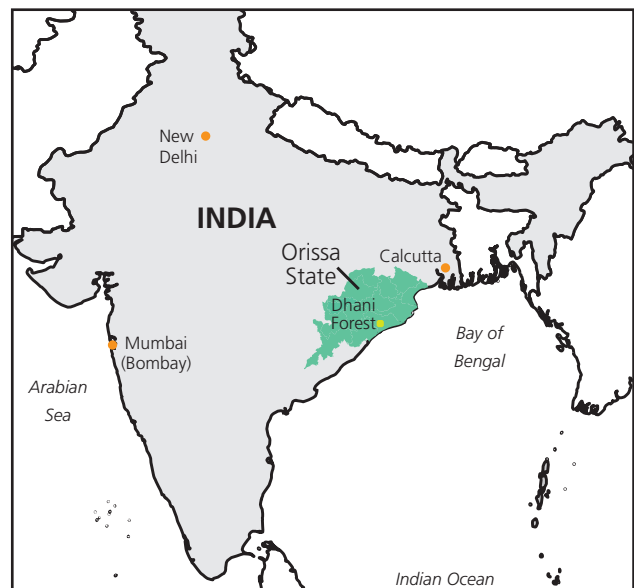 New
Delhi
INDIA
Orissa
State
Calcutta
Dhani
Forest
Mumbai
(Bombay)
Bay of
Bengal
Arabian
Sea
Indian Ocean